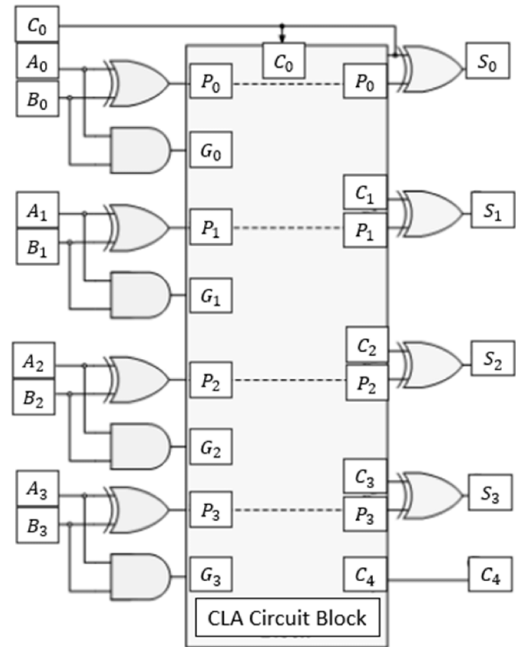 C₀
A₀ C₀ S₀
B₀ P₀ P₀
G₀
A₁ C₁ S₁
B₁ P₁ P₁
G₁
A₂ C₂ S₂
B₂ P₂ P₂
G₂
A₃ C₃ S₃
B₃ P₃ P₃
G₃ C₄ C₄
CLA Circuit Block